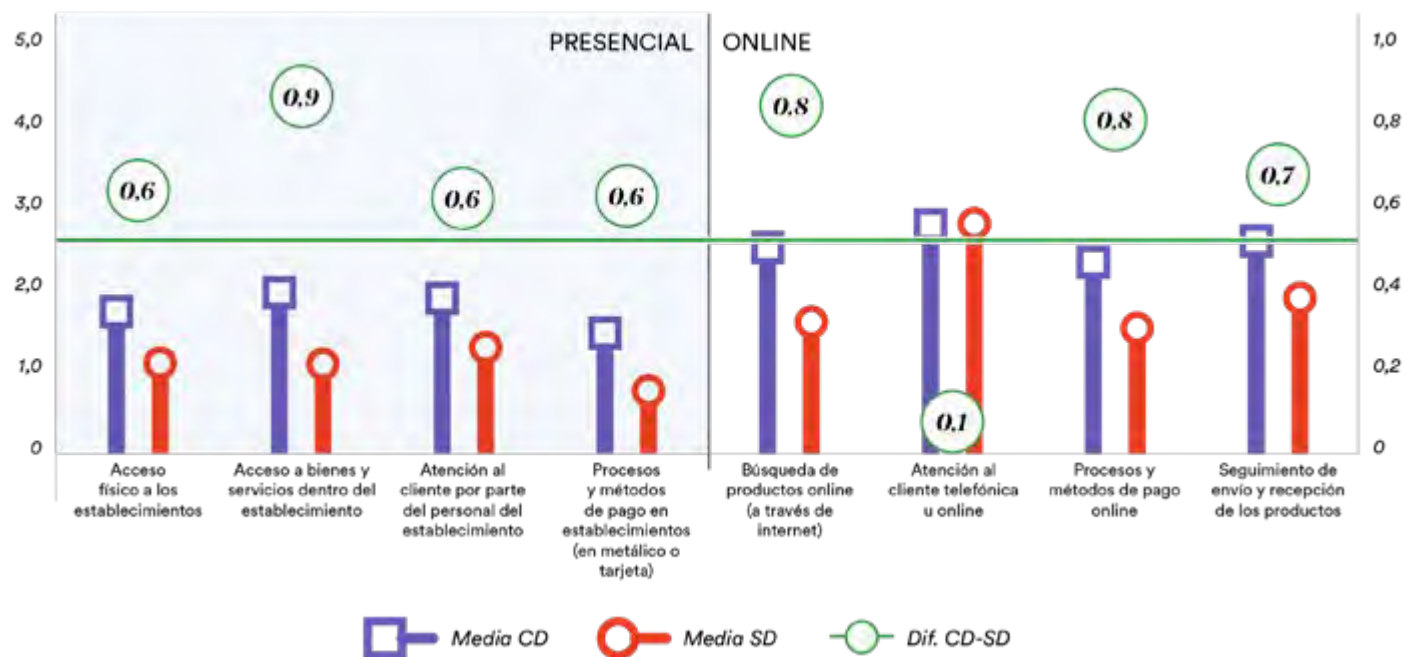 PRESENCIAL
ONLINE
5,0
4,0
3,0
2,0
1,0
0
1,0
0,8
0,6
0,4
0,2
0
0,6
0,9
0,6
0,6
0,8
0,1
0,8
0,7
Acceso
físico a los
establecimientos
Acceso a bienes y
servicios dentro del
establecimiento
Atención al
cliente por parte
del personal del
establecimiento
Procesos
y métodos
de pago en
establecimientos
(en metálico o
tarjeta)
Búsqueda de
productos online
(a través de
internet)
Atención al
cliente telefónica
u online
Procesos y
métodos de pago
online
Seguimiento de
envío y recepción
de los productos
Media CD
Media SD
Dif. CD-SD